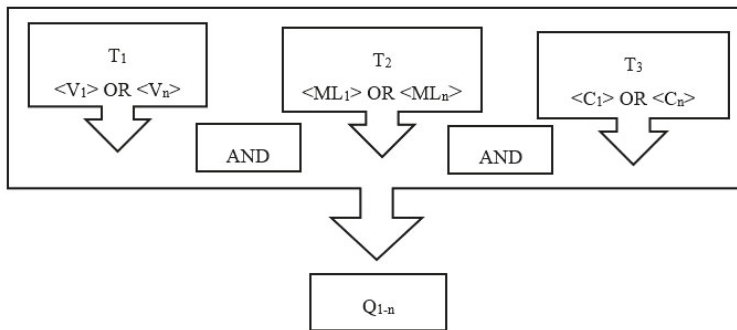 T₁
<V₁> OR <Vₙ>
T₂
<ML₁> OR <MLₙ>
T₃
<C₁> OR <Cₙ>
AND
AND
Q₁₋ₙ